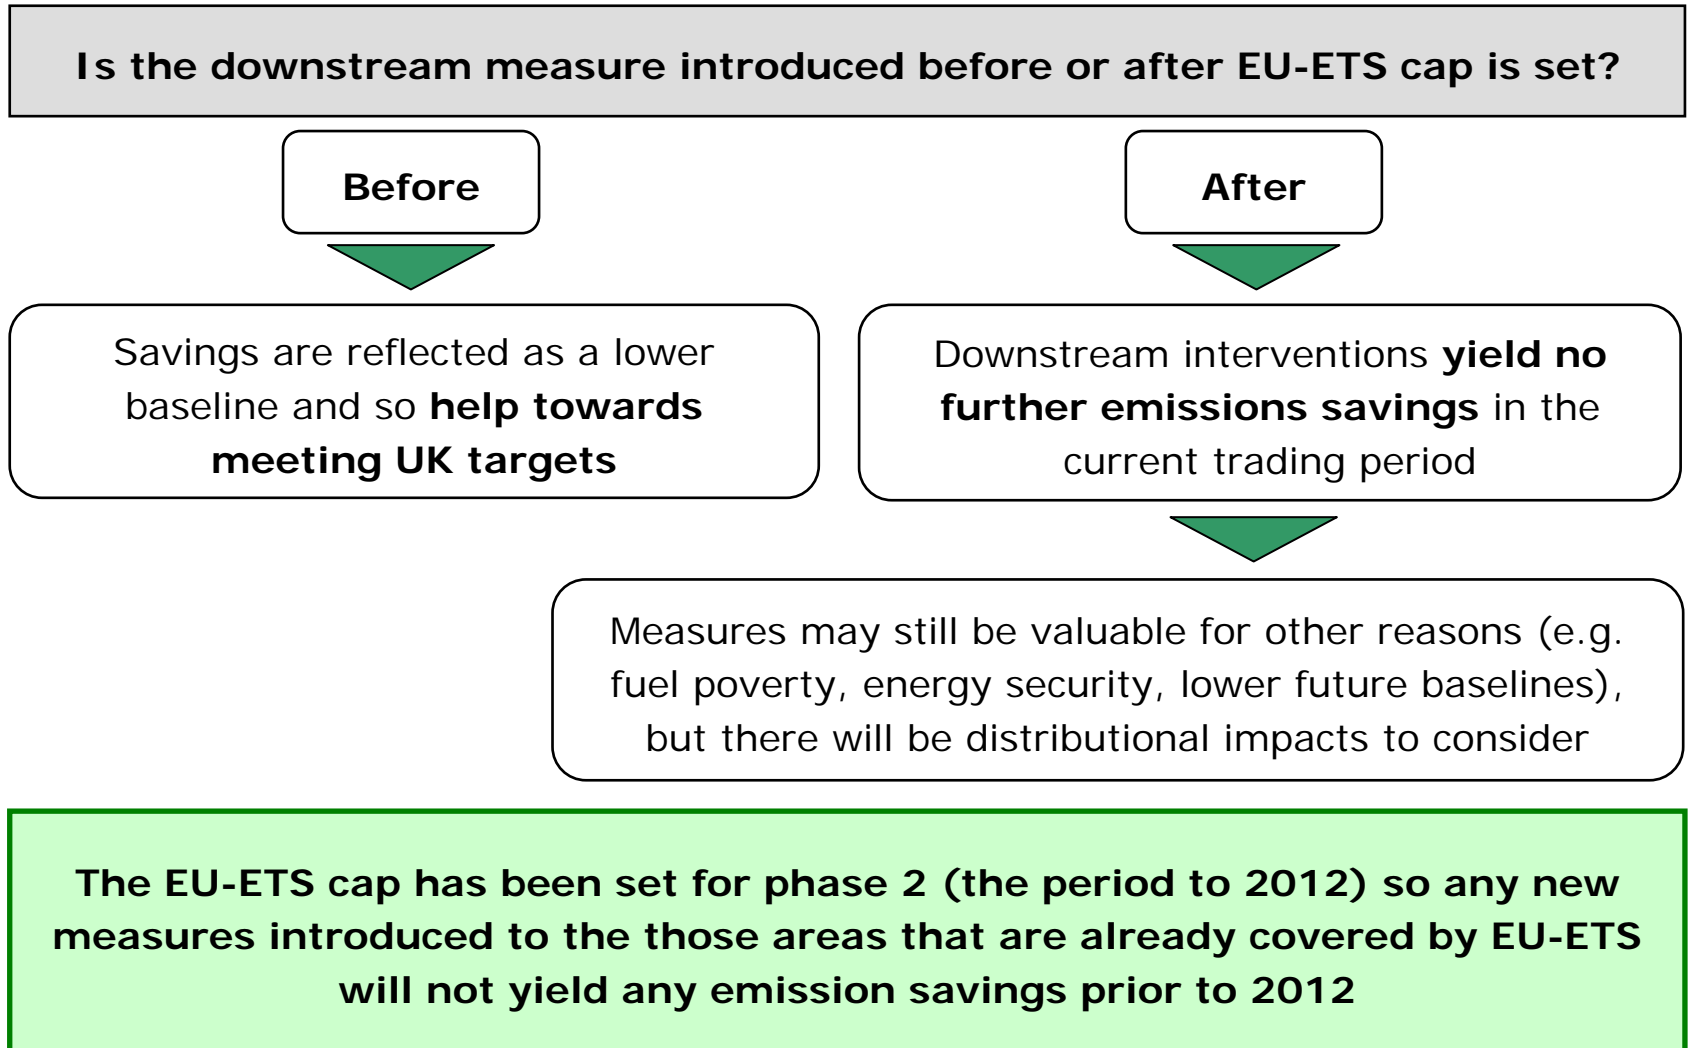 Is the downstream measure introduced before or after EU-ETS cap is set?
Before
After
Savings are reflected as a lower
baseline and so help towards
meeting UK targets
Downstream interventions yield no
further emissions savings in the
current trading period
Measures may still be valuable for other reasons (e.g.
fuel poverty, energy security, lower future baselines),
but there will be distributional impacts to consider
The EU-ETS cap has been set for phase 2 (the period to 2012) so any new
measures introduced to the those areas that are already covered by EU-ETS
will not yield any emission savings prior to 2012